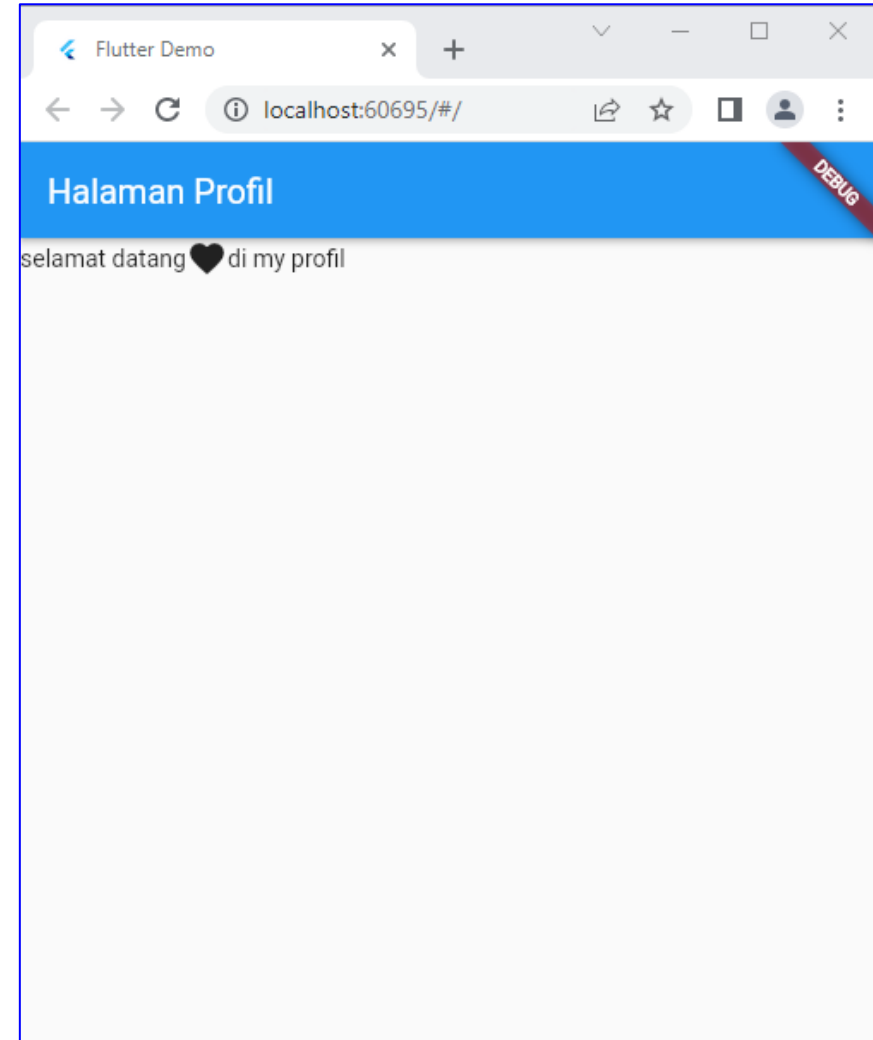 Flutter Demo
localhost:60695/#/
Halaman Profil
DEBUG
selamat datang di my profil